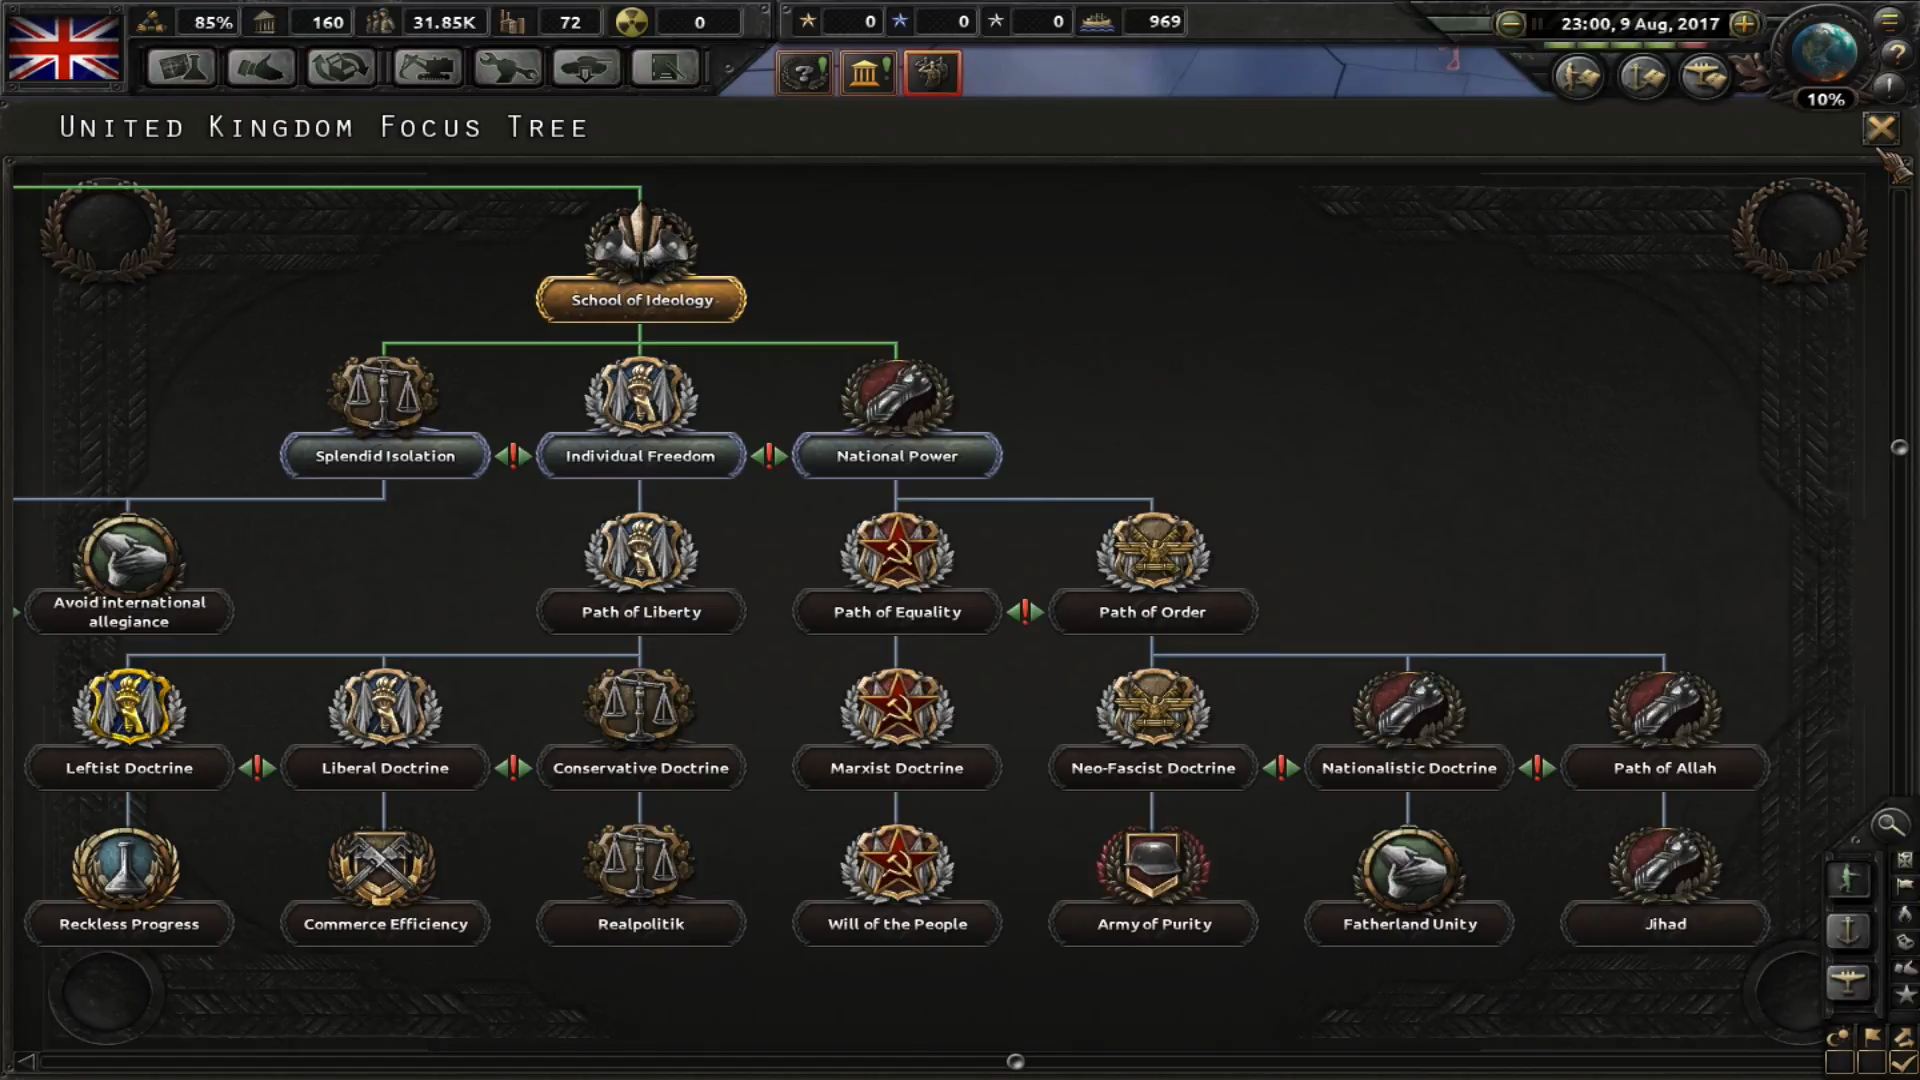 85%
160
31.85K
72
0
0
0
0
969
23:00, 9 Aug, 2017
10%
United Kingdom Focus Tree
School of Ideology
Splendid Isolation
Individual Freedom
National Power
Avoid international
allegiance
Path of Liberty
Path of Equality
Path of Order
Leftist Doctrine
Liberal Doctrine
Conservative Doctrine
Marxist Doctrine
Neo-Fascist Doctrine
Nationalistic Doctrine
Path of Allah
Reckless Progress
Commerce Efficiency
Realpolitik
Will of the People
Army of Purity
Fatherland Unity
Jihad